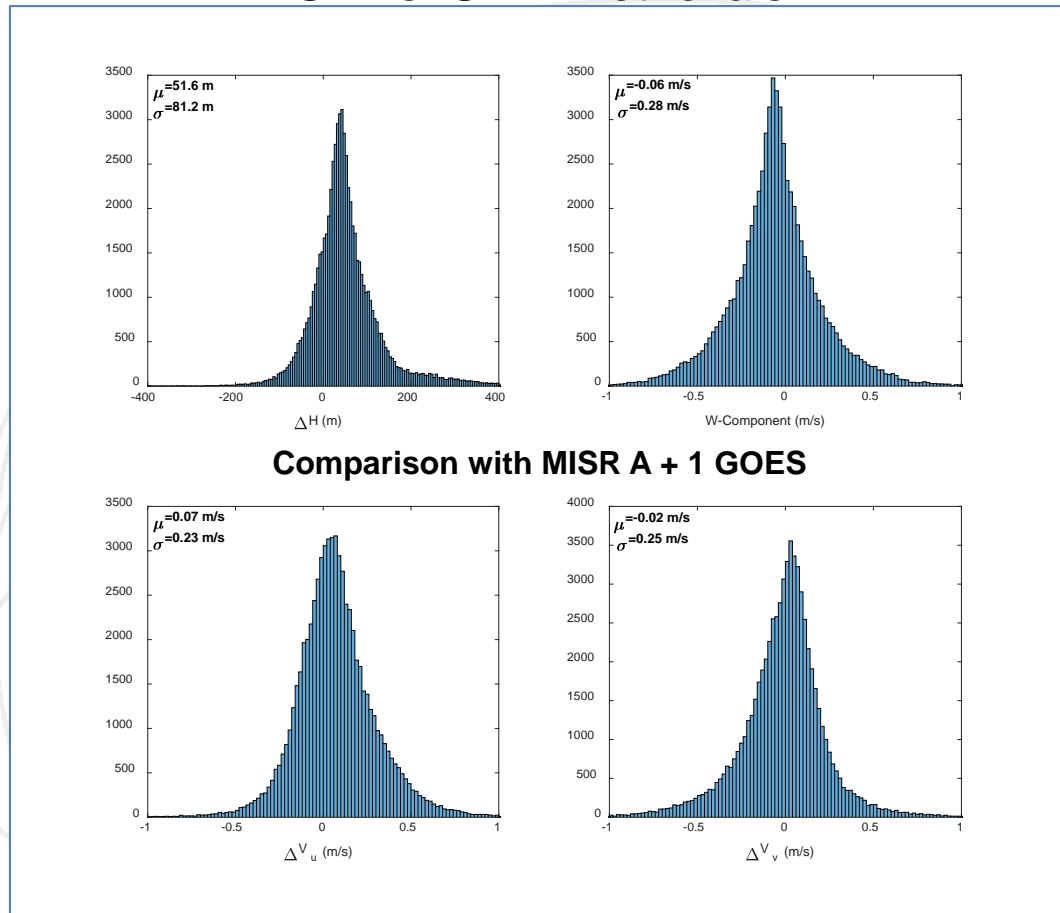 3500
3000
2500
2000
1500
1000
500
0
μ=51.6 m
σ=81.2 m
-400 -200 0 200 400
ΔH (m)
3500
3000
2500
2000
1500
1000
500
0
μ=-0.06 m/s
σ=0.28 m/s
-1 -0.5 0 0.5 1
W-Component (m/s)
Comparison with MISR A + 1 GOES
3500
3000
2500
2000
1500
1000
500
0
μ=0.07 m/s
σ=0.23 m/s
-1 -0.5 0 0.5 1
ΔV u (m/s)
4000
3500
3000
2500
2000
1500
1000
500
0
μ=-0.02 m/s
σ=0.25 m/s
-1 -0.5 0 0.5 1
ΔV v (m/s)